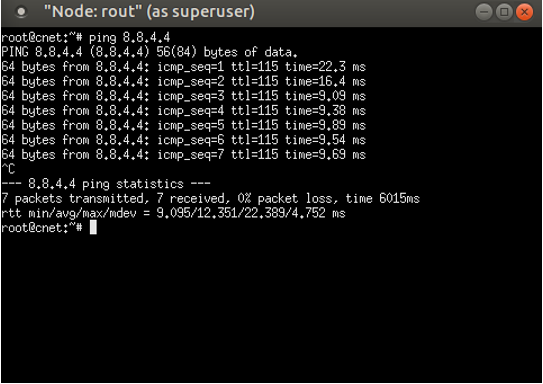 "Node: rout" (as superuser)
root@cnet:~# ping 8.8.4.4
PING 8.8.4.4 (8.8.4.4) 56(84) bytes of data.
64 bytes from 8.8.4.4: icmp_seq=1 ttl=115 time=22.3 ms
64 bytes from 8.8.4.4: icmp_seq=2 ttl=115 time=16.4 ms
64 bytes from 8.8.4.4: icmp_seq=3 ttl=115 time=9.09 ms
64 bytes from 8.8.4.4: icmp_seq=4 ttl=115 time=9.38 ms
64 bytes from 8.8.4.4: icmp_seq=5 ttl=115 time=9.89 ms
64 bytes from 8.8.4.4: icmp_seq=6 ttl=115 time=9.54 ms
64 bytes from 8.8.4.4: icmp_seq=7 ttl=115 time=9.69 ms
^C
--- 8.8.4.4 ping statistics ---
7 packets transmitted, 7 received, 0% packet loss, time 6015ms
rtt min/avg/max/mdev = 9.095/12.351/22.389/4.752 ms
root@cnet:~#